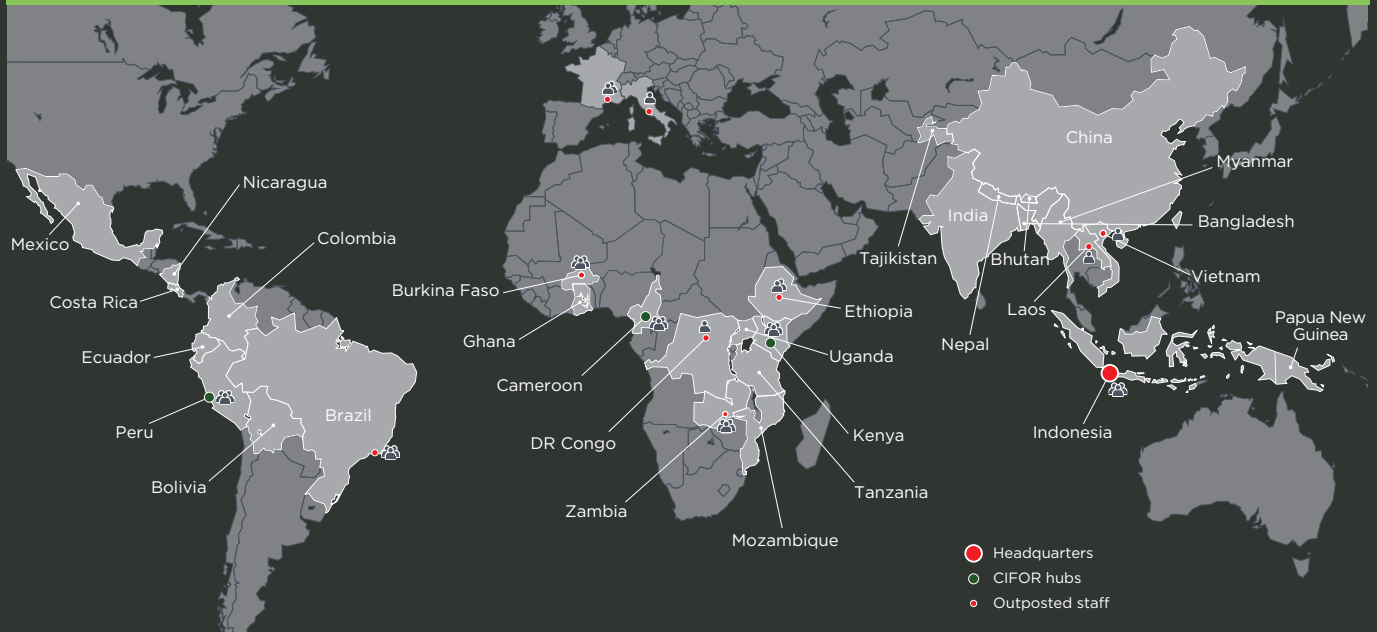 China
Myanmar
Nicaragua
India
Bangladesh
Mexico
Colombia
Tajikistan
Bhutan
Vietnam
Burkina Faso
Costa Rica
Laos
Ethiopia
Papua New
Guinea
Ghana
Nepal
Ecuador
Uganda
Cameroon
Brazil
Peru
DR Congo
Kenya
Indonesia
Bolivia
Tanzania
Zambia
Mozambique
Headquarters
CIFOR hubs
Outposted staff